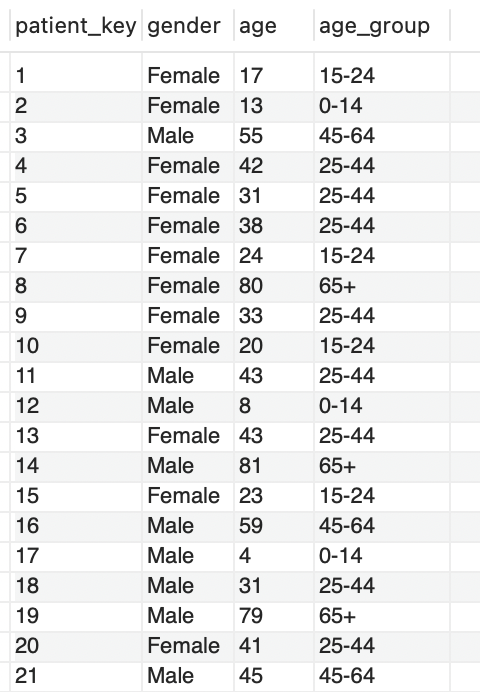 patient_key gender age age_group
1 Female 17 15-24
2 Female 13 0-14
3 Male 55 45-64
4 Female 42 25-44
5 Female 31 25-44
6 Female 38 25-44
7 Female 24 15-24
8 Female 80 65+
9 Female 33 25-44
10 Female 20 15-24
11 Male 43 25-44
12 Male 8 0-14
13 Female 43 25-44
14 Male 81 65+
15 Female 23 15-24
16 Male 59 45-64
17 Male 4 0-14
18 Male 31 25-44
19 Male 79 65+
20 Female 41 25-44
21 Male 45 45-64